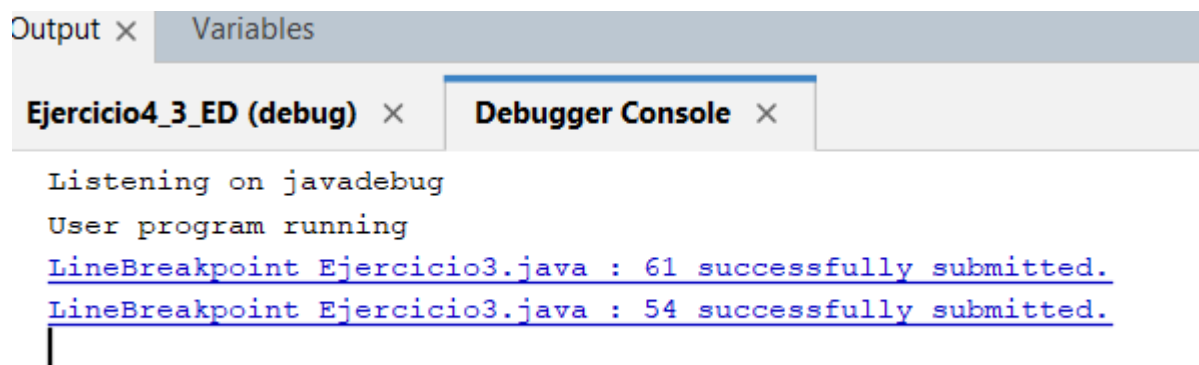 Output × Variables
Ejercicio4_3_ED (debug) × Debugger Console ×
Listening on javadebug
User program running
LineBreakpoint Ejercicio3.java : 61 successfully submitted.
LineBreakpoint Ejercicio3.java : 54 successfully submitted.